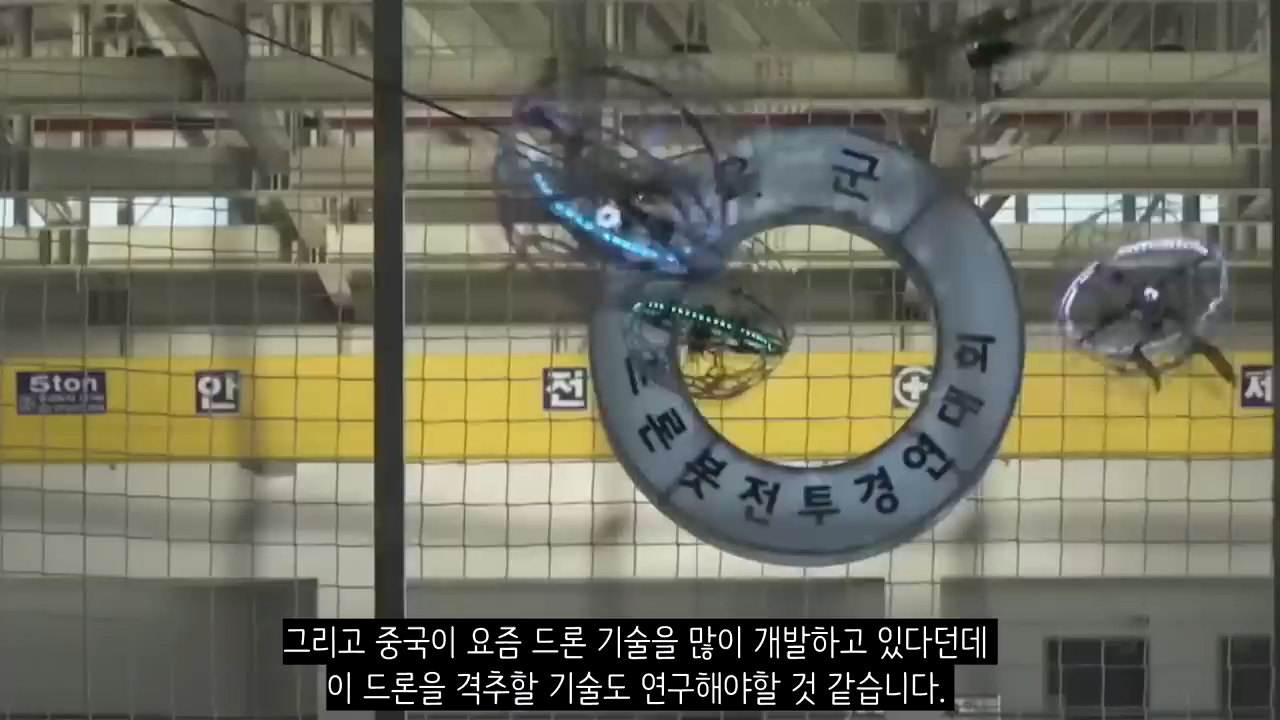 군
드론봇전투경연대회
5ton
안
전
저
그리고 중국이 요즘 드론 기술을 많이 개발하고 있다던데
이 드론을 격추할 기술도 연구해야할 것 같습니다.